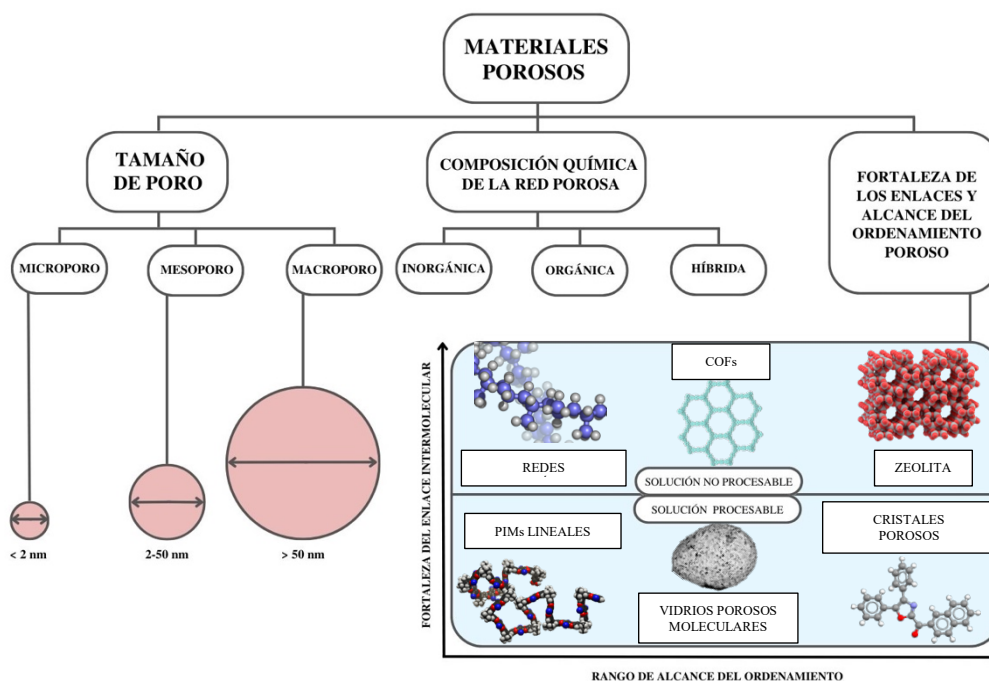 MATERIALES
POROSOS
TAMAÑO
DE PORO
COMPOSICIÓN QUÍMICA
DE LA RED POROSA
FORTALEZA DE
LOS ENLACES Y
ALCANCE DEL
ORDENAMIENTO
POROSO
MICROPORO
MESOPORO
MACROPORO
INORGÁNICA
ORGÁNICA
HÍBRIDA
< 2 nm
2-50 nm
> 50 nm
FORTALEZA DEL ENLACE INTERMOLECULAR
COFs
REDES
ZEOLITA
SOLUCIÓN NO PROCESABLE
SOLUCIÓN PROCESABLE
PIMs LINEALES
CRISTALES
POROSOS
VIDRIOS POROSOS
MOLECULARES
RANGO DE ALCANCE DEL ORDENAMIENTO